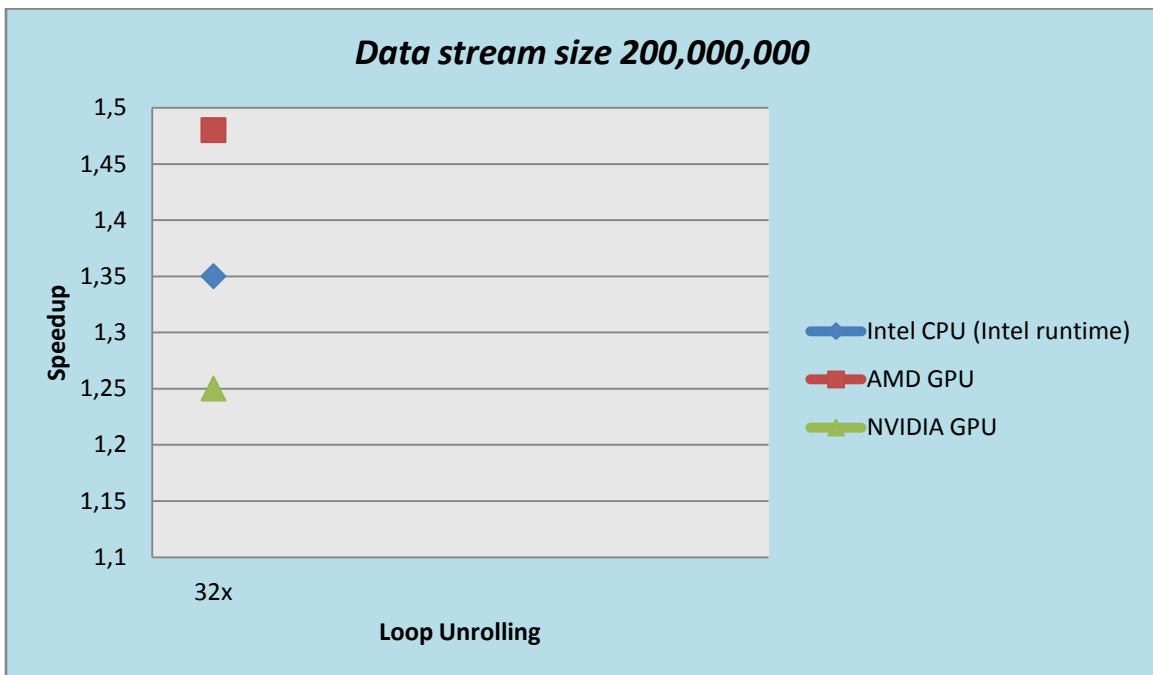 Data stream size 200,000,000
1,5
1,45
1,4
1,35
1,3
1,25
1,2
1,15
1,1
Speedup
32x
Loop Unrolling
Intel CPU (Intel runtime)
AMD GPU
NVIDIA GPU